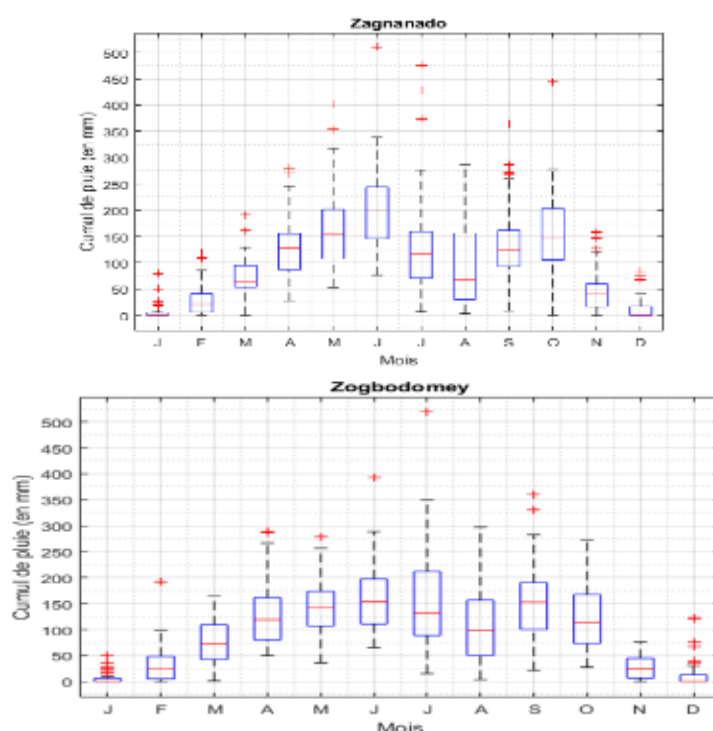 Zagnanado
500
450
400
350
300
250
200
150
100
50
0
Cumul de pluie (en mm)
J F M A M J J A S O N D
Mois
Zogbodomey
500
450
400
350
300
250
200
150
100
50
0
Cumul de pluie (en mm)
J F M A M J J A S O N D
Mois